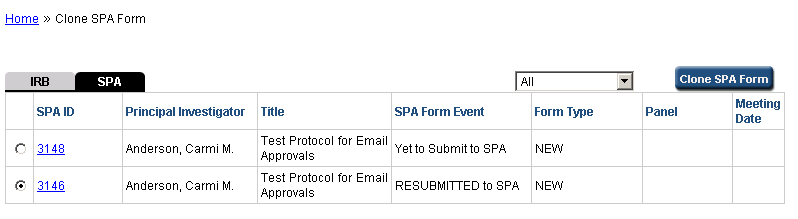 Home » Clone SPA Form
IRB SPA All Clone SPA Form
SPA ID Principal Investigator Title SPA Form Event Form Type Panel Meeting Date
3148 Anderson, Carmi M. Test Protocol for Email Approvals Yet to Submit to SPA NEW
3146 Anderson, Carmi M. Test Protocol for Email Approvals RESUBMITTED to SPA NEW